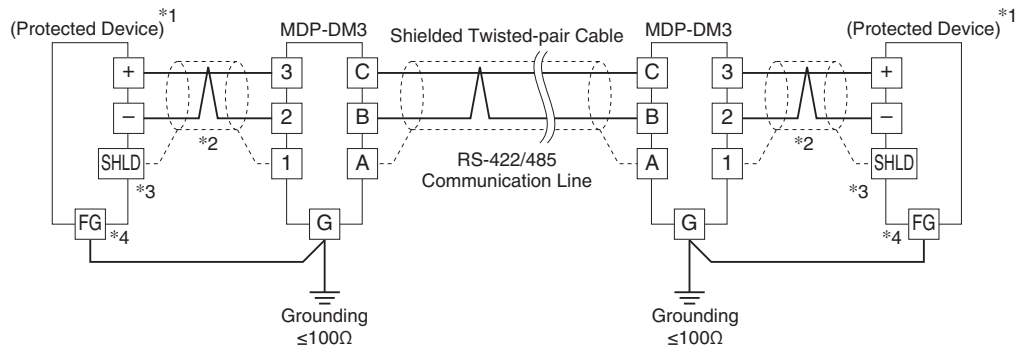 (Protected Device)*1
MDP-DM3
Shielded Twisted-pair Cable
MDP-DM3
(Protected Device)*1
+
3
C
C
3
+
–
2
B
B
2
–
*2
*2
SHLD
1
A
RS-422/485
Communication Line
A
1
SHLD
*3
*3
FG
*4
G
G
*4
FG
Grounding
≤100Ω
Grounding
≤100Ω